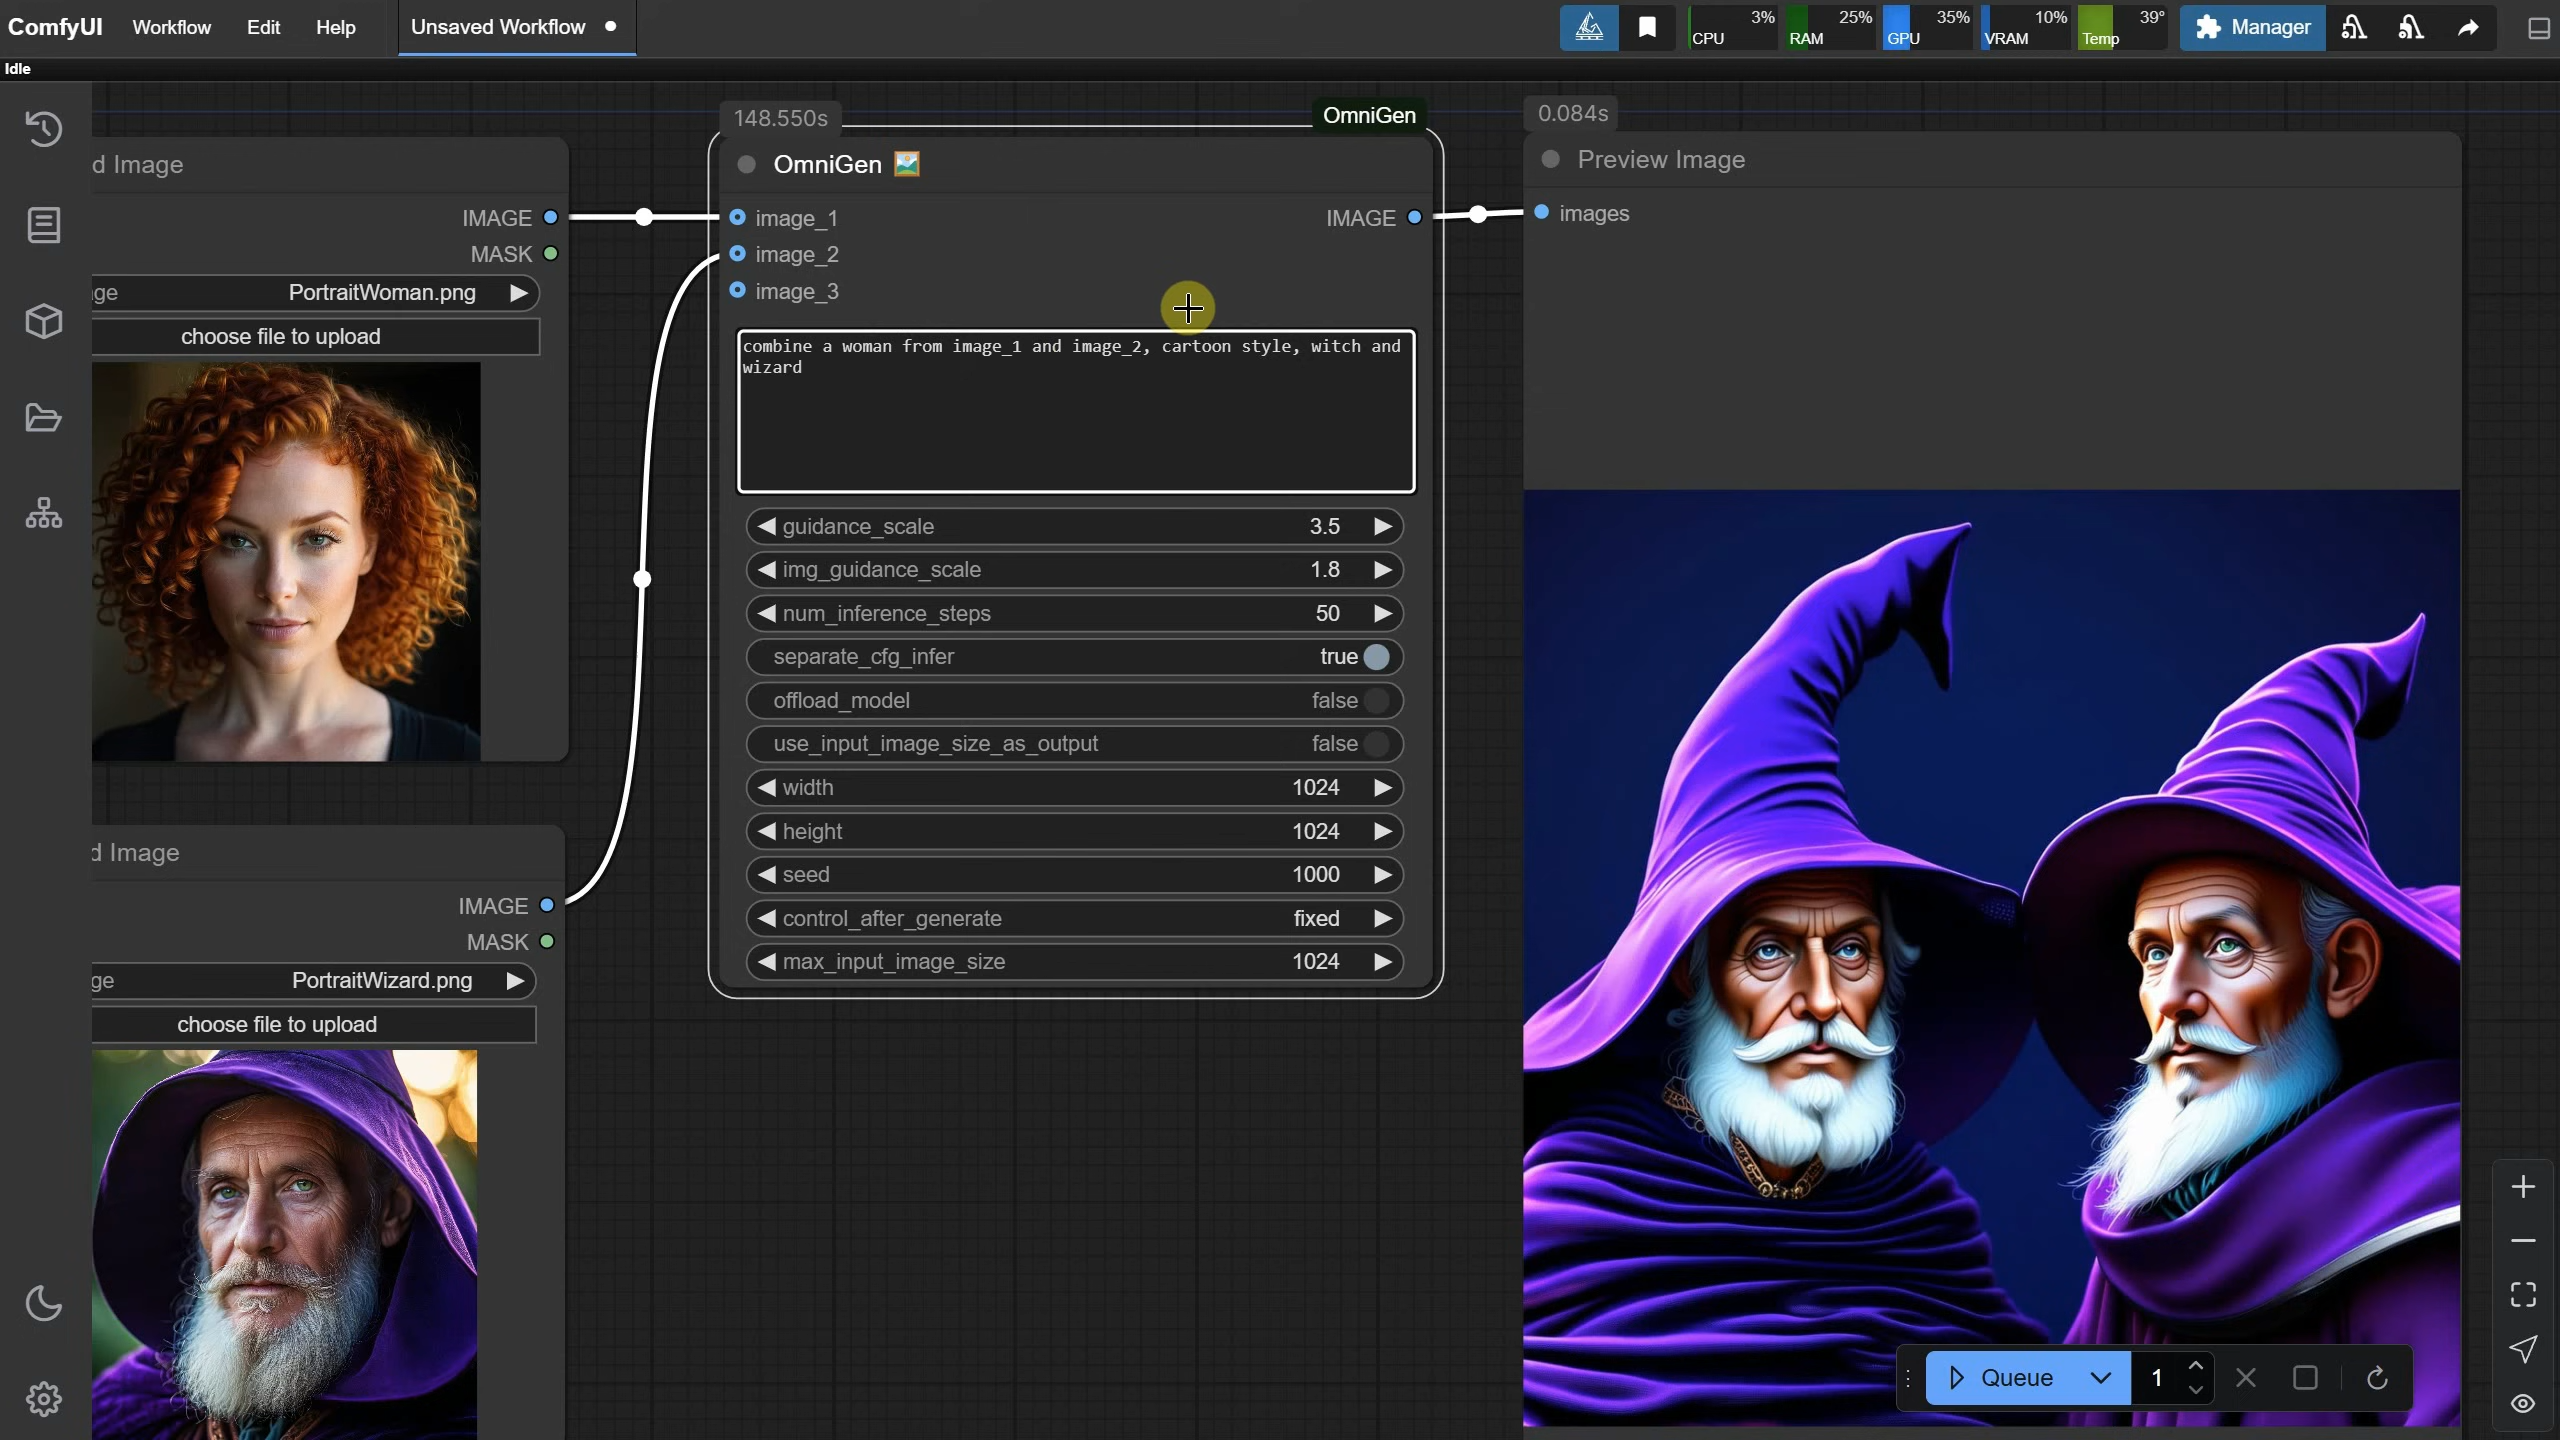 ComfyUI Workflow Edit Help Unsaved Workflow
CPU 3% RAM 25% GPU 35% VRAM 10% Temp 39° Manager
Idle
148.550s OmniGen 0.084s
d Image
IMAGE
MASK
ge PortraitWoman.png
choose file to upload
d Image
IMAGE
MASK
ge PortraitWizard.png
choose file to upload
OmniGen
image_1 IMAGE
image_2
image_3
combine a woman from image_1 and image_2, cartoon style, witch and
wizard
guidance_scale 3.5
img_guidance_scale 1.8
num_inference_steps 50
separate_cfg_infer true
offload_model false
use_input_image_size_as_output false
width 1024
height 1024
seed 1000
control_after_generate fixed
max_input_image_size 1024
Preview Image
images
Queue 1